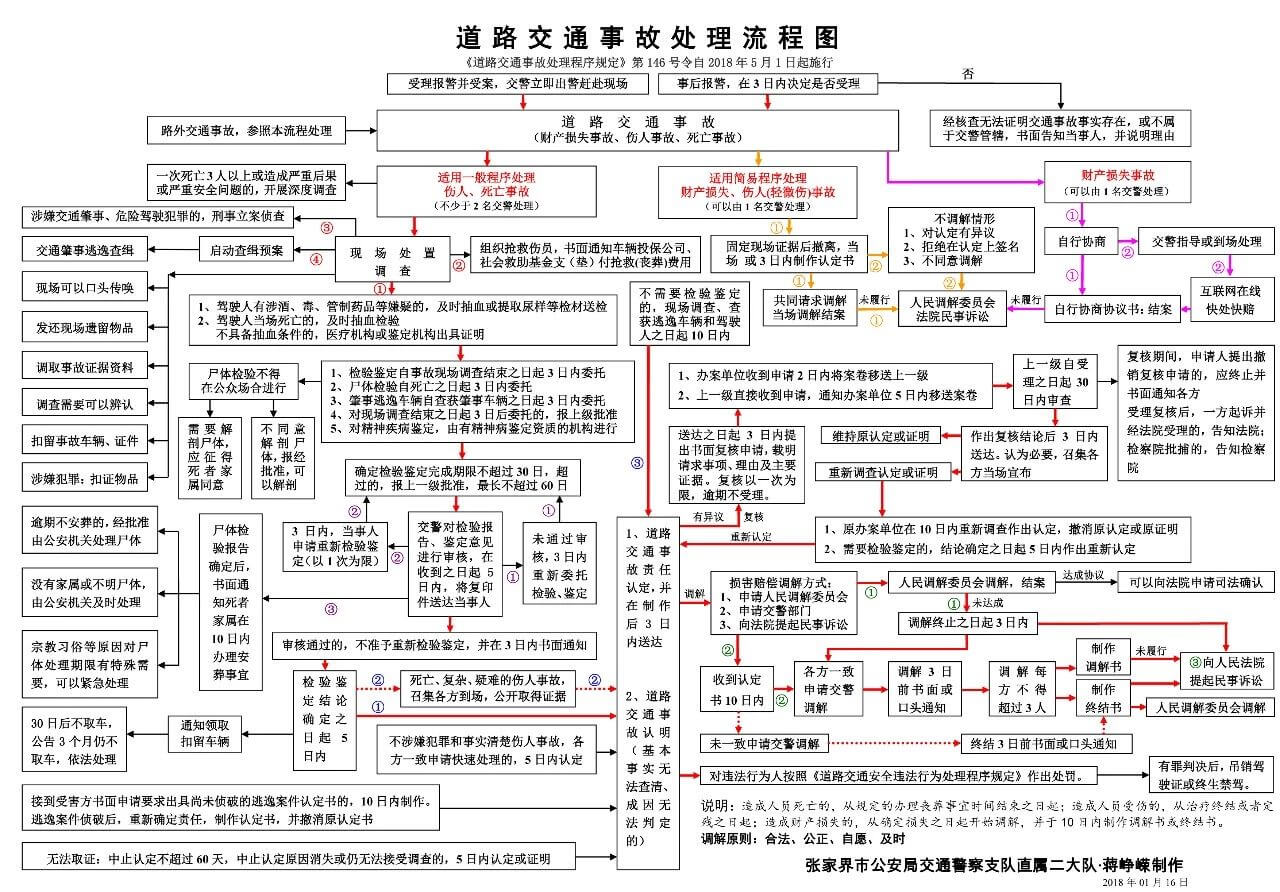 道路交通事故处理流程图
《道路交通事故处理程序规定》第 146 号令自 2018 年 5 月 1 日起施行
受理报警并受案，交警立即出警赶赴现场
事后报警，在 3 日内决定是否受理
否
路外交通事故，参照本流程处理
道 路 交 通 事 故
（财产损失事故、伤人事故、死亡事故）
经核查无法证明交通事故事实存在，或不属
于交警管辖，书面告知当事人，并说明理由
一次死亡 3 人以上或造成严重后果
或严重安全问题的，开展深度调查
适用一般程序处理
伤人、死亡事故
（不少于 2 名交警处理）
适用简易程序处理
财产损失、伤人(轻微伤)事故
（可以由 1 名交警处理）
财产损失事故
（可以由 1 名交警处理）
涉嫌交通肇事、危险驾驶犯罪的，刑事立案侦查
③
交通肇事逃逸查缉
启动查缉预案
④
现 场 处 置
调 查
②
①
组织抢救伤员，书面通知车辆投保公司、
社会救助基金支（垫）付抢救(丧葬)费用
①
固定现场证据后撤离，当
场 或 3 日内制作认定书
②
不调解情形
1、对认定有异议
2、拒绝在认定上签名
3、不同意调解
①
自行协商
②
交警指导或到场处理
①
②
共同请求调解
当场调解结案
未履行
①
②
人民调解委员会
法院民事诉讼
未履行
自行协商协议书：结案
互联网在线
快处快赔
现场可以口头传唤
发还现场遗留物品
调取事故证据资料
调查需要可以辨认
扣留事故车辆、证件
涉嫌犯罪：扣证物品
1、驾驶人有涉酒、毒、管制药品等嫌疑的，及时抽血或提取尿样等检材送检
2、驾驶人当场死亡的，及时抽血检验
不具备抽血条件的，医疗机构或鉴定机构出具证明
不需要检验鉴定
的，现场调查、查
获逃逸车辆和驾驶
人之日起 10 日内
③
尸体检验不得
在公众场合进行
需 要 解
剖尸体，
应 征 得
死 者 家
属同意
不 同 意
解 剖 尸
体，报经
批准，可
以解剖
1、检验鉴定自事故现场调查结束之日起 3 日内委托
2、尸体检验自死亡之日起 3 日内委托
3、肇事逃逸车辆自查获肇事车辆之日起 3 日内委托
4、对现场调查结束之日起 3 日后委托的，报上级批准
5、对精神疾病鉴定，由有精神病鉴定资质的机构进行
1、办案单位收到申请 2 日内将案卷移送上一级
2、上一级直接收到申请，通知办案单位 5 日内移送案卷
上一级自受
理之日起 30
日内审查
复核期间，申请人提出撤
销复核申请的，应终止并
书面通知各方
受理复核后，一方起诉并
经法院受理的，告知法院；
检察院批捕的，告知检察
院
送达之日起 3 日内提
出书面复核申请，载明
请求事项、理由及主要
证据。复核以一次为
限，逾期不受理。
维持原认定或证明
重新调查认定或证明
作出复核结论后 3 日内
送达。认为必要，召集各
方当场宣布
确定检验鉴定完成期限不超过 30 日，超
过的，报上一级批准，最长不超过 60 日
②
①
3 日内，当事人
申请重新检验鉴
定（以 1 次为限）
②
交警对检验报
告、鉴定意见
进行审核，在
收到之日起 5
日内，将复印
件送达当事人
①
未通过审
核，3 日内
重新委托
检验、鉴定
③
逾期不安葬的，经批准
由公安机关处理尸体
没有家属或不明尸体，
由公安机关及时处理
宗教习俗等原因对尸
体处理期限有特殊需
要，可以紧急处理
尸体检
验报告
确定后，
书面通
知死者
家属在
10 日内
办理安
葬事宜
有异议
复核
重新认定
1、原办案单位在 10 日内重新调查作出认定，撤消原认定或原证明
2、需要检验鉴定的，结论确定之日起 5 日内作出重新认定
1、道路
交 通 事
故 责 任
认定，并
在 制 作
后 3 日
内送达
2、道路
交 通 事
故 认 明
（ 基 本
事 实 无
法查清、
成 因 无
法 判 定
的）
审核通过的，不准予重新检验鉴定，并在 3 日内书面通知
调解
损害赔偿调解方式：
1、申请人民调解委员会
2、申请交警部门
3、向法院提起民事诉讼
①
人民调解委员会调解，结案
达成协议
可以向法院申请司法确认
①
未达成
调解终止之日起 3 日内
②
检 验 鉴
定 结 论
确 定 之
日 起 5
日内
②
①
死亡、复杂、疑难的伤人事故，
召集各方到场，公开取得证据
②
收到认定
书 10 日内
②
各方一致
申请交警
调解
调解 3 日
前书面或
口头通知
调 解 每
方 不 得
超过 3 人
制作
调解书
制作
终结书
未履行
③向人民法院
提起民事诉讼
人民调解委员会调解
未一致申请交警调解
终结 3 日前书面或口头通知
30 日后不取车，
公告 3 个月仍不
取车，依法处理
通知领取
扣留车辆
不涉嫌犯罪和事实清楚伤人事故，各
方一致申请快速处理的，5 日内认定
对违法行为人按照《道路交通安全违法行为处理程序规定》作出处罚。
有罪判决后，吊销驾
驶证或终生禁驾。
接到受害方书面申请要求出具尚未侦破的逃逸案件认定书的，10 日内制作。
逃逸案件侦破后，重新确定责任，制作认定书，并撤消原认定书
无法取证：中止认定不超过 60 天，中止认定原因消失或仍无法接受调查的，5 日内认定或证明
说明：造成人员死亡的，从规定的办理丧葬事宜时间结束之日起；造成人员受伤的，从治疗终结或者定
残之日起；造成财产损失的，从确定损失之日起开始调解，并于 10 日内制作调解书或终结书。
调解原则：合法、公正、自愿、及时
张家界市公安局交通警察支队直属二大队·蒋峥嵘制作
2018 年 01 月 16 日